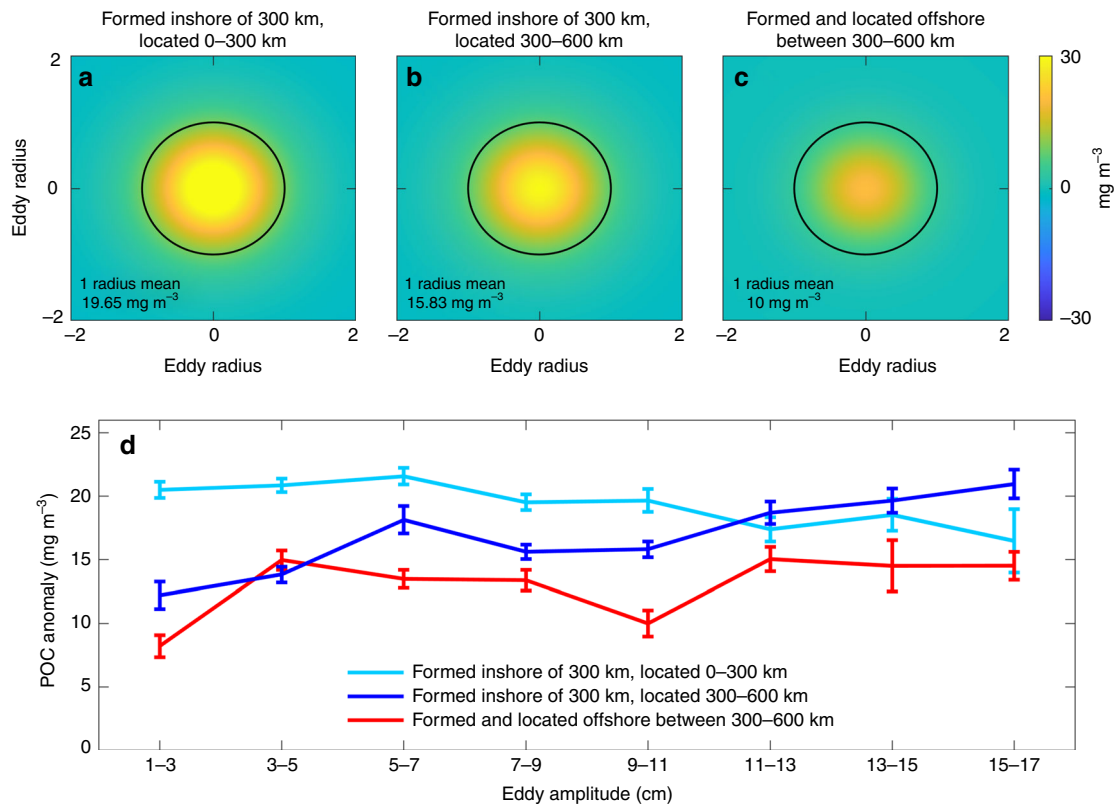 Formed inshore of 300 km,
located 0–300 km
Formed inshore of 300 km,
located 300–600 km
Formed and located offshore
between 300–600 km
a
b
c
2
0
–2
Eddy radius
1 radius mean
19.65 mg m⁻³
1 radius mean
15.83 mg m⁻³
1 radius mean
10 mg m⁻³
–2 0 2
–2 0 2
–2 0 2
Eddy radius
Eddy radius
Eddy radius
30
0
–30
mg m⁻³
d
25
20
15
10
5
0
POC anomaly (mg m⁻³)
Formed inshore of 300 km, located 0–300 km
Formed inshore of 300 km, located 300–600 km
Formed and located offshore between 300–600 km
1–3 3–5 5–7 7–9 9–11 11–13 13–15 15–17
Eddy amplitude (cm)